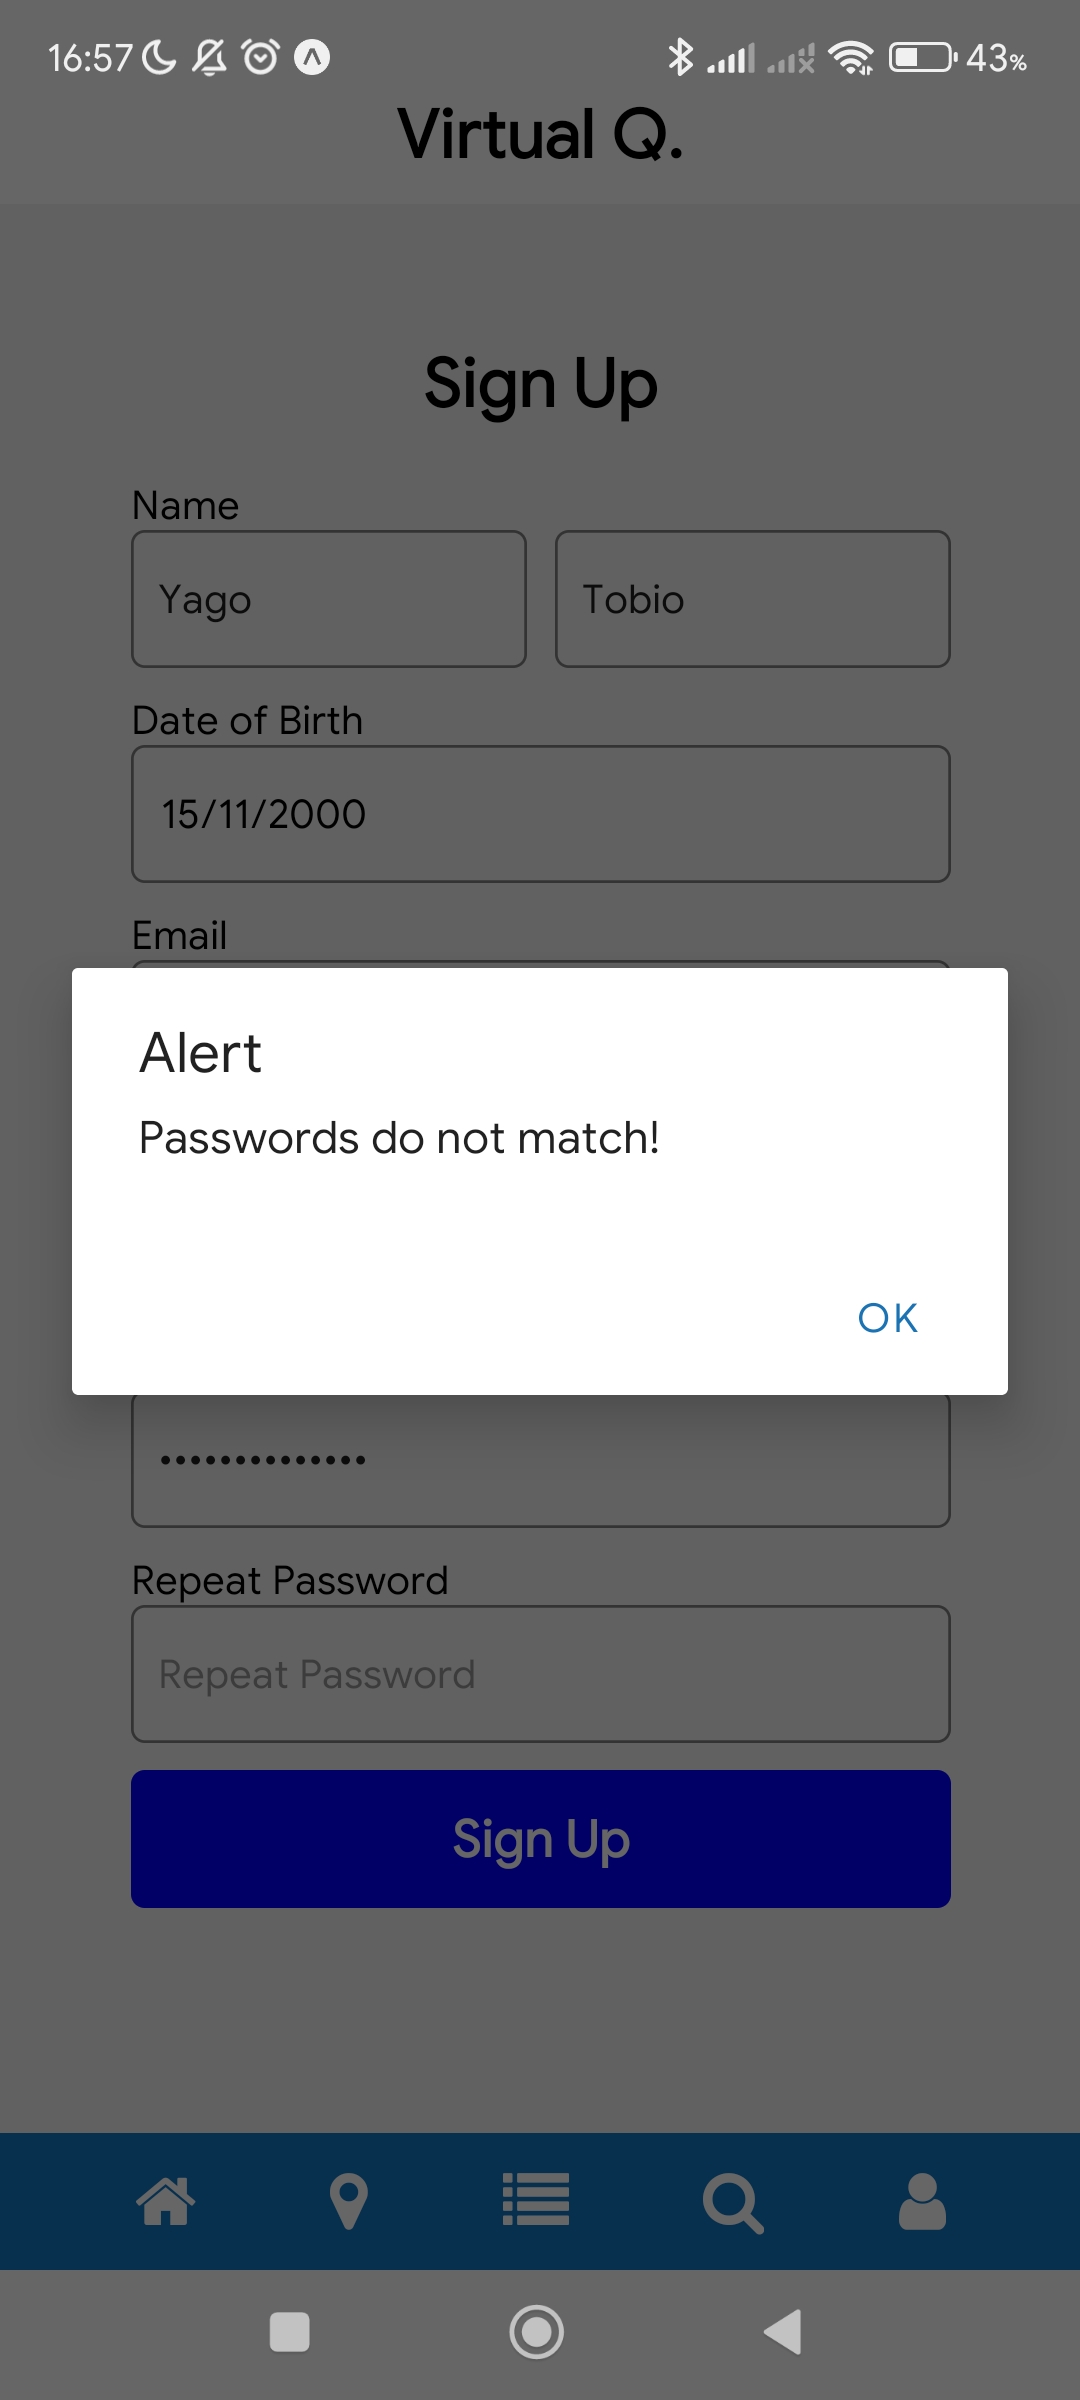 16:57 43%
Virtual Q.
Sign Up
Name
Yago Tobio
Date of Birth
15/11/2000
Email
Alert
Passwords do not match!
OK
••••••••••••••
Repeat Password
Repeat Password
Sign Up